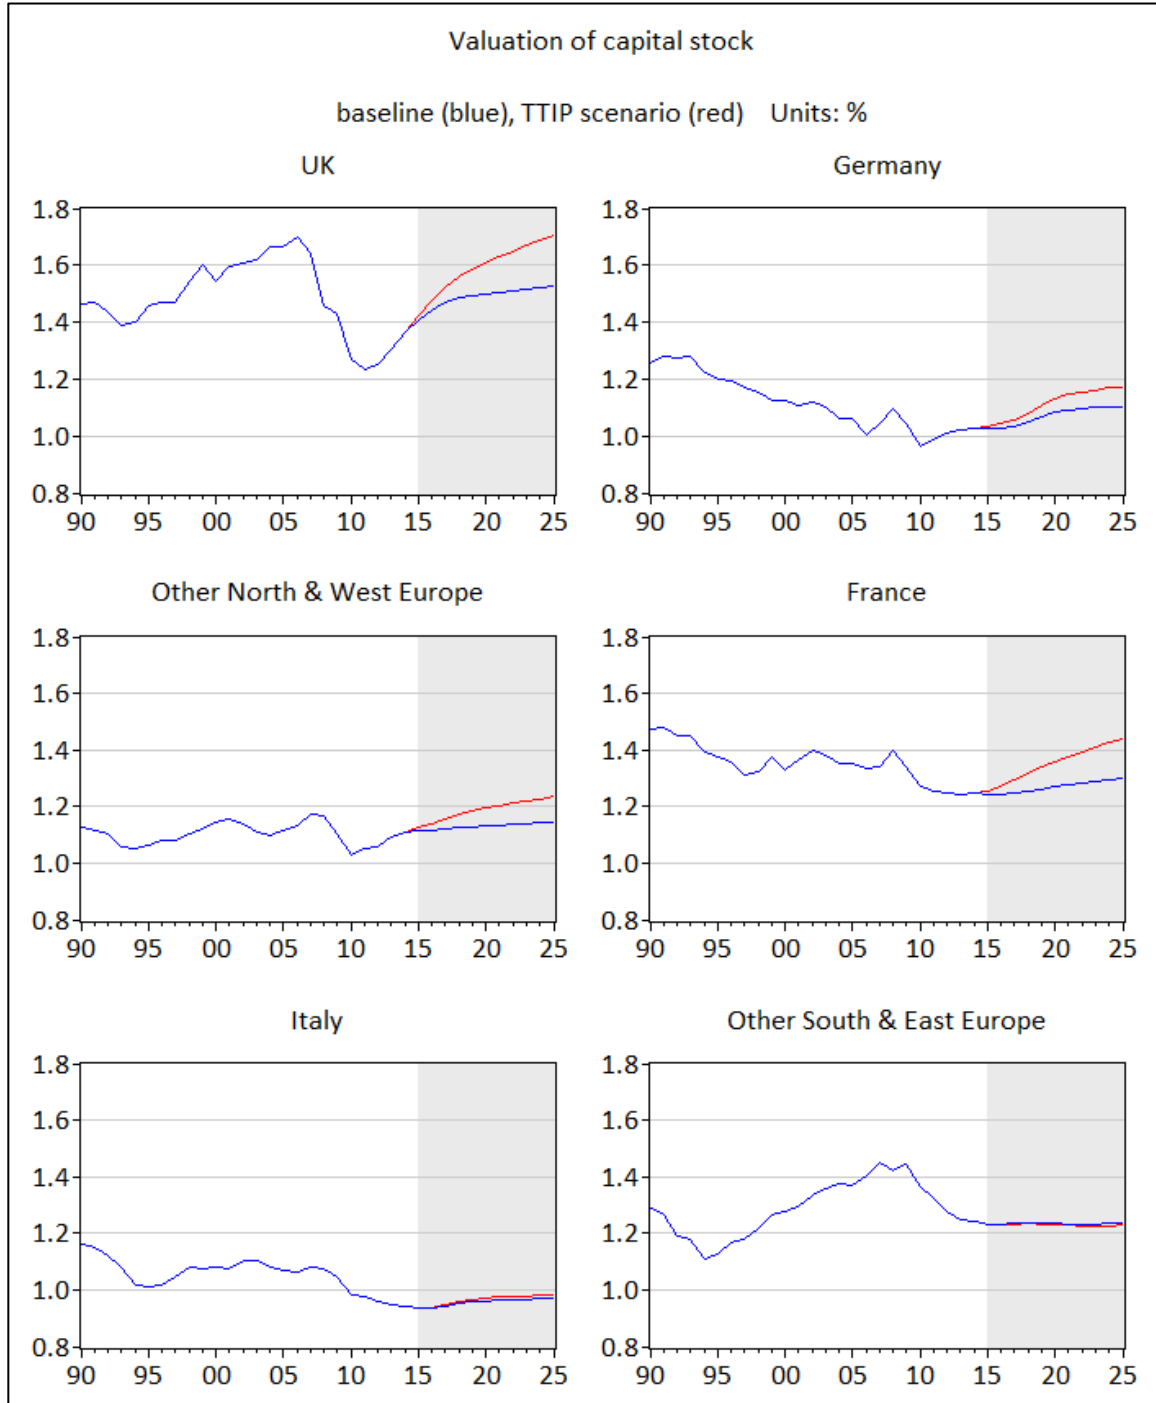 Valuation of capital stock
baseline (blue), TTIP scenario (red) Units: %
UK
1.8
1.6
1.4
1.2
1.0
0.8
90 95 00 05 10 15 20 25
Germany
1.8
1.6
1.4
1.2
1.0
0.8
90 95 00 05 10 15 20 25
Other North & West Europe
1.8
1.6
1.4
1.2
1.0
0.8
90 95 00 05 10 15 20 25
France
1.8
1.6
1.4
1.2
1.0
0.8
90 95 00 05 10 15 20 25
Italy
1.8
1.6
1.4
1.2
1.0
0.8
90 95 00 05 10 15 20 25
Other South & East Europe
1.8
1.6
1.4
1.2
1.0
0.8
90 95 00 05 10 15 20 25